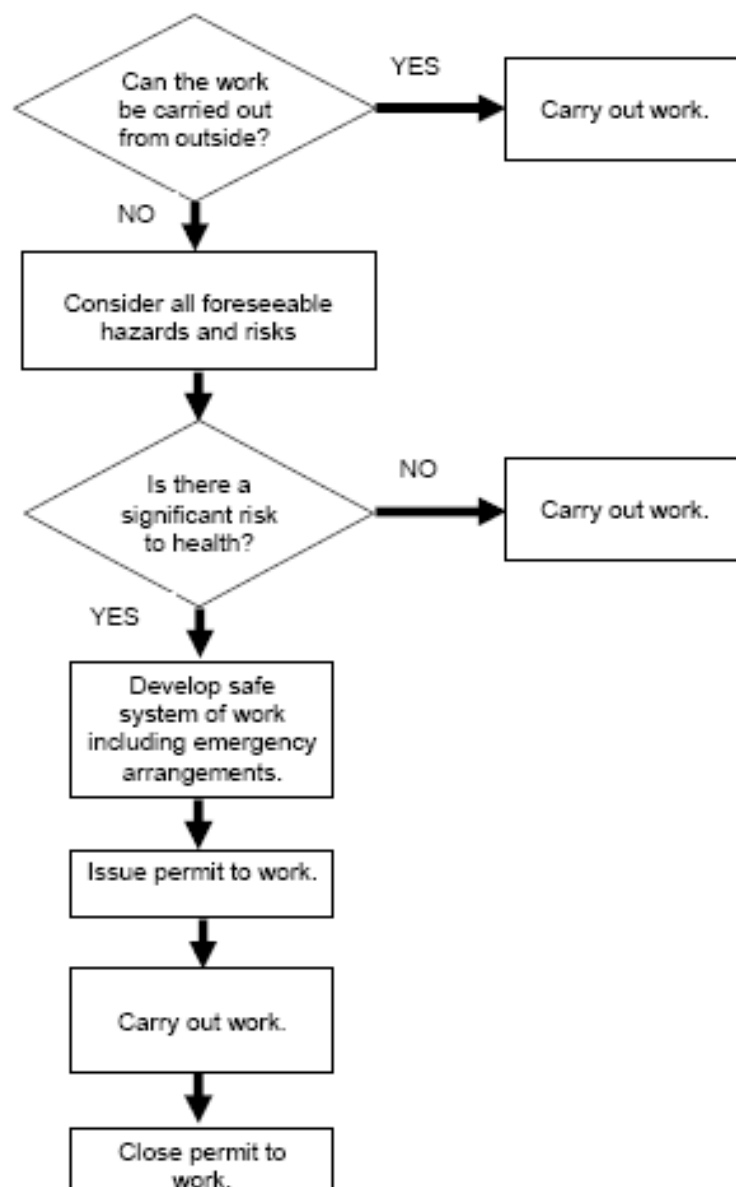 Can the work
be carried out
from outside?
YES
Carry out work.
NO
Consider all foreseeable
hazards and risks
Is there a
significant risk
to health?
NO
Carry out work.
YES
Develop safe
system of work
including emergency
arrangements.
Issue permit to work.
Carry out work.
Close permit to
work.